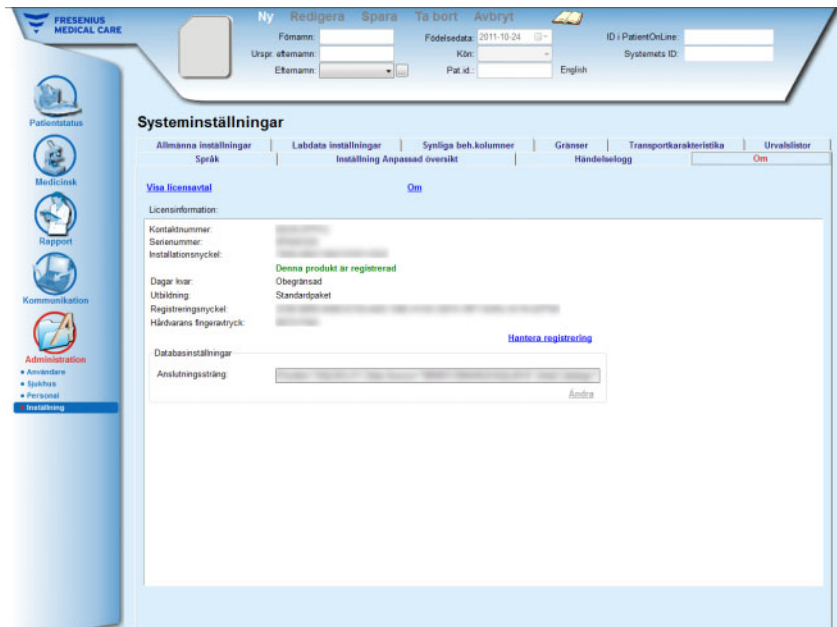 FRESENIUS
MEDICAL CARE
Ny Redigera Spara Ta bort Avbryt
Förnamn: Födelsedata: 2011-10-24 ID i PatientOnLine:
Urspr. efternamn: Kön: Systemets ID:
Efternamn: ... Pat.id.: English
Patientstatus
Medicinsk
Rapport
Kommunikation
Administration
Användare
Sjukhus
Personal
Inställning
Systeminställningar
Allmänna inställningar Labdata inställningar Synliga beh.kolumner Gränser Transportkarakteristika Urvalslistor
Språk Inställning Anpassad översikt Händelselogg Om
Visa licensavtal Om
Licensinformation:
Kontaktnummer:
Serienummer:
Installationsnyckel:
Denna produkt är registrerad
Dagar kvar: Obegränsad
Utbildning: Standardpaket
Registreringsnyckel:
Hårdvarans fingeravtryck:
Hantera registrering
Databasinställningar
Anslutningssträng:
Ändra